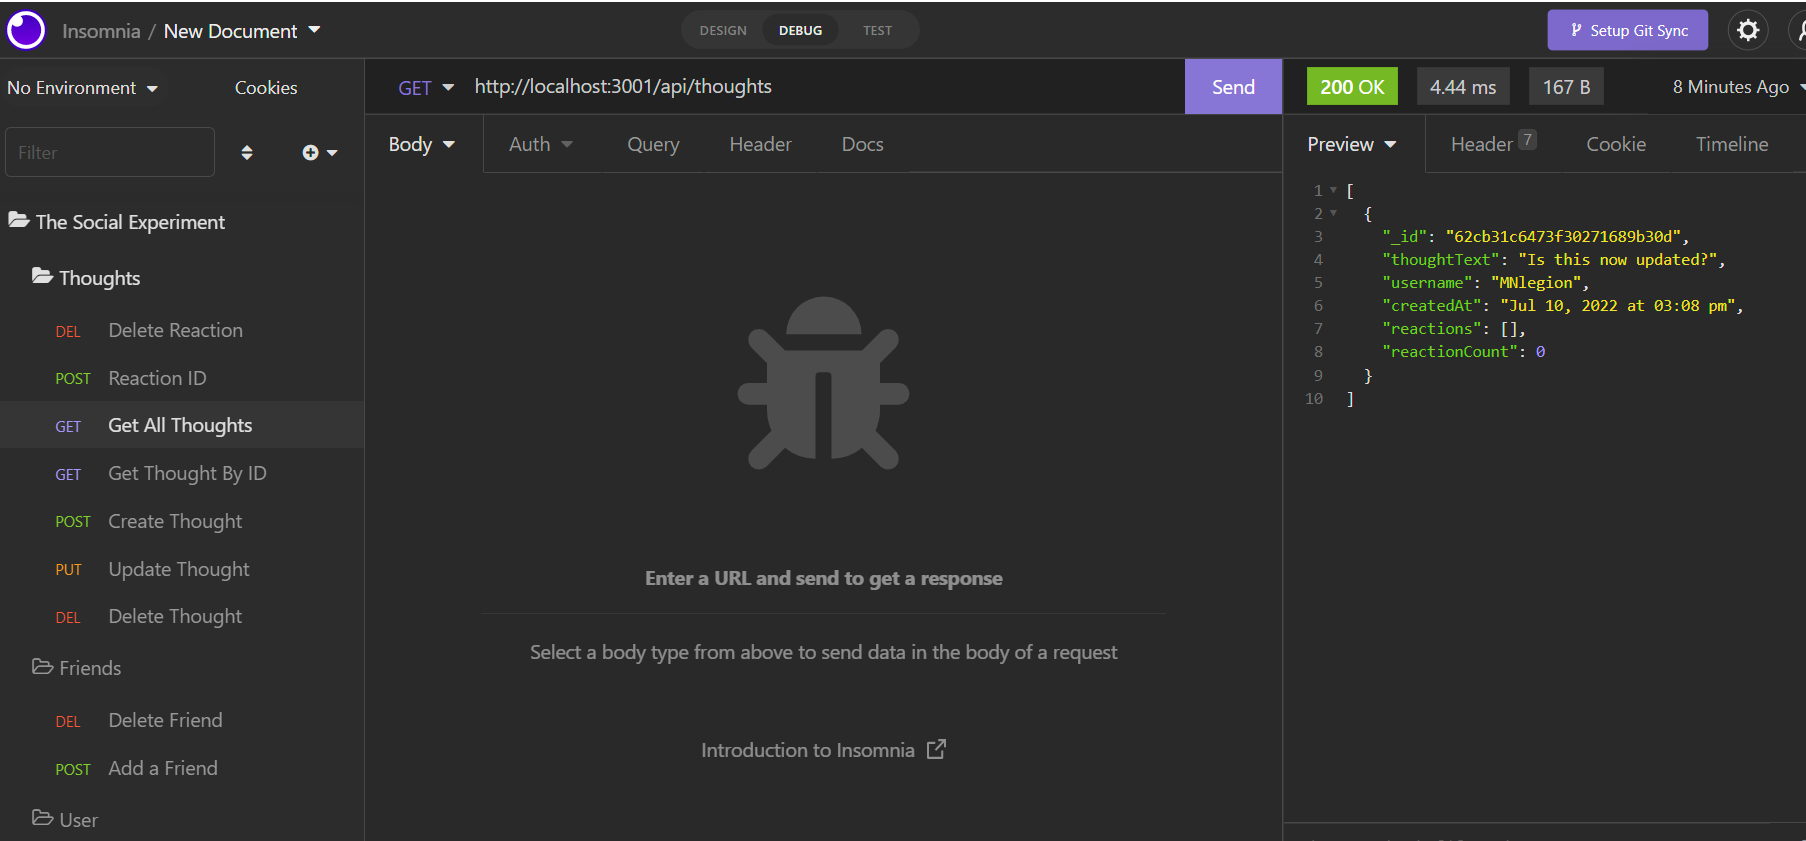 Insomnia / New Document
DESIGN DEBUG TEST
Setup Git Sync
No Environment
Cookies
GET http://localhost:3001/api/thoughts
Send
200 OK
4.44 ms
167 B
8 Minutes Ago
Filter
Body
Auth
Query
Header
Docs
Preview
Header 7
Cookie
Timeline
The Social Experiment
Thoughts
DEL Delete Reaction
POST Reaction ID
GET Get All Thoughts
GET Get Thought By ID
POST Create Thought
PUT Update Thought
DEL Delete Thought
Friends
DEL Delete Friend
POST Add a Friend
User
Enter a URL and send to get a response
Select a body type from above to send data in the body of a request
Introduction to Insomnia
1 [
2 {
3 "_id": "62cb31c6473f30271689b30d",
4 "thoughtText": "Is this now updated?",
5 "username": "MNlegion",
6 "createdAt": "Jul 10, 2022 at 03:08 pm",
7 "reactions": [],
8 "reactionCount": 0
9 }
10 ]